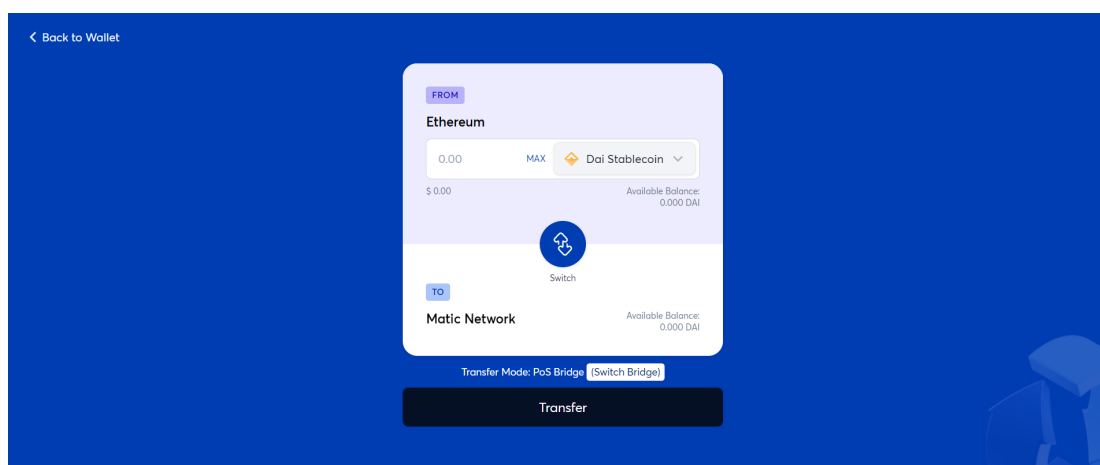 Back to Wallet
FROM
Ethereum
0.00 MAX Dai Stablecoin
$ 0.00 Available Balance:
0.000 DAI
Switch
TO
Matic Network Available Balance:
0.000 DAI
Transfer Mode: PoS Bridge (Switch Bridge)
Transfer